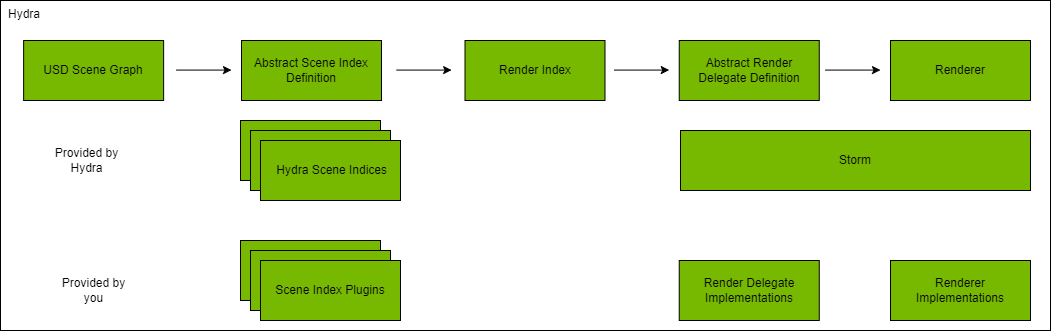 Hydra
USD Scene Graph
Abstract Scene Index
Definition
Render Index
Abstract Render
Delegate Definition
Renderer
Provided by
Hydra
Hydra Scene Indices
Storm
Provided by
you
Scene Index Plugins
Render Delegate
Implementations
Renderer
Implementations